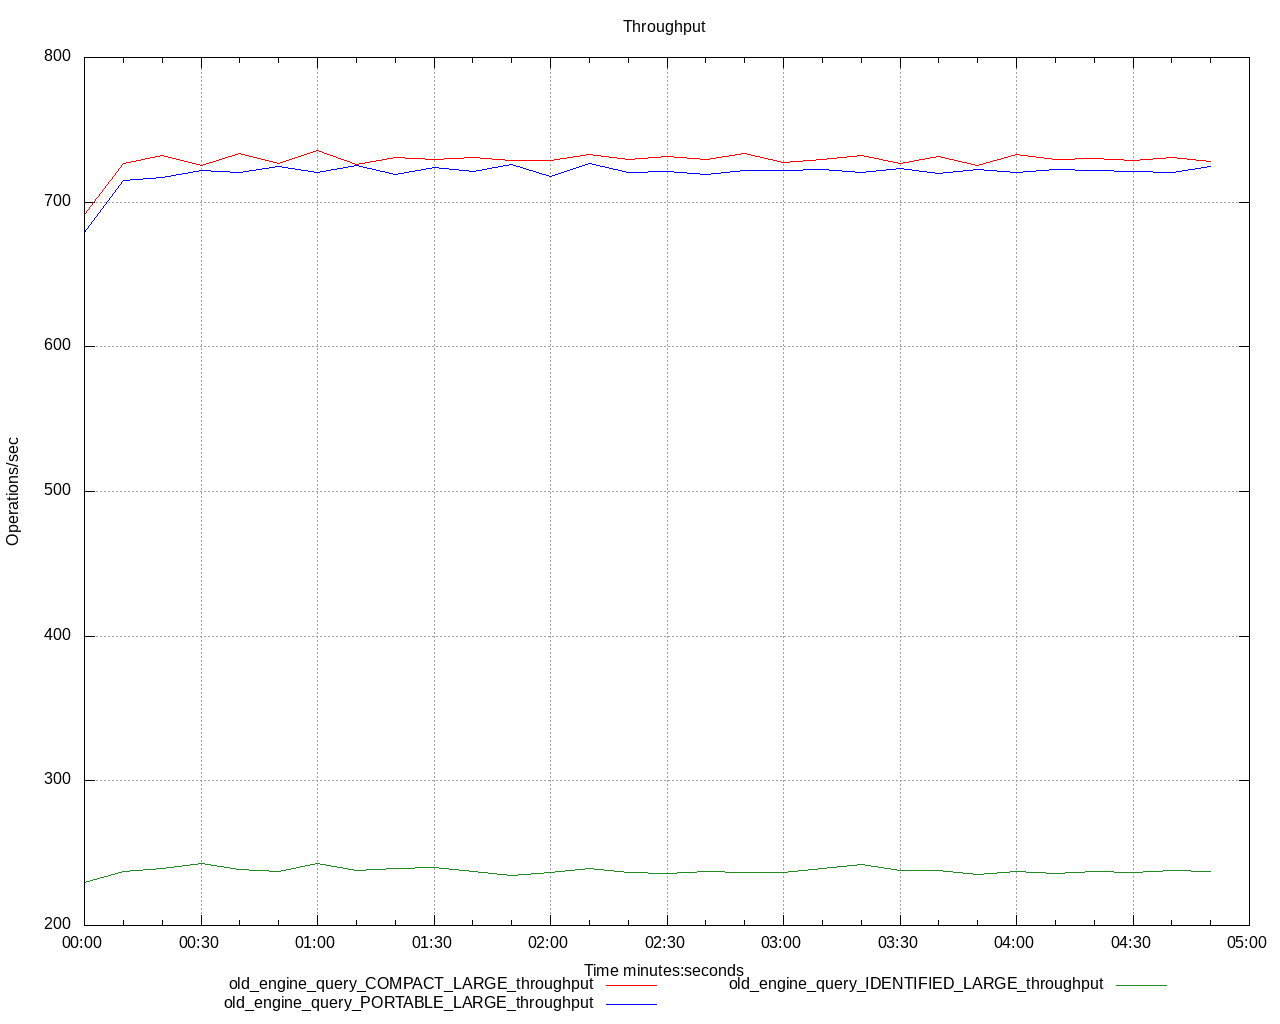 Throughput
800
700
600
500
400
300
200
Operations/sec
00:00 00:30 01:00 01:30 02:00 02:30 03:00 03:30 04:00 04:30 05:00
Time minutes:seconds
old_engine_query_COMPACT_LARGE_throughput old_engine_query_IDENTIFIED_LARGE_throughput
old_engine_query_PORTABLE_LARGE_throughput